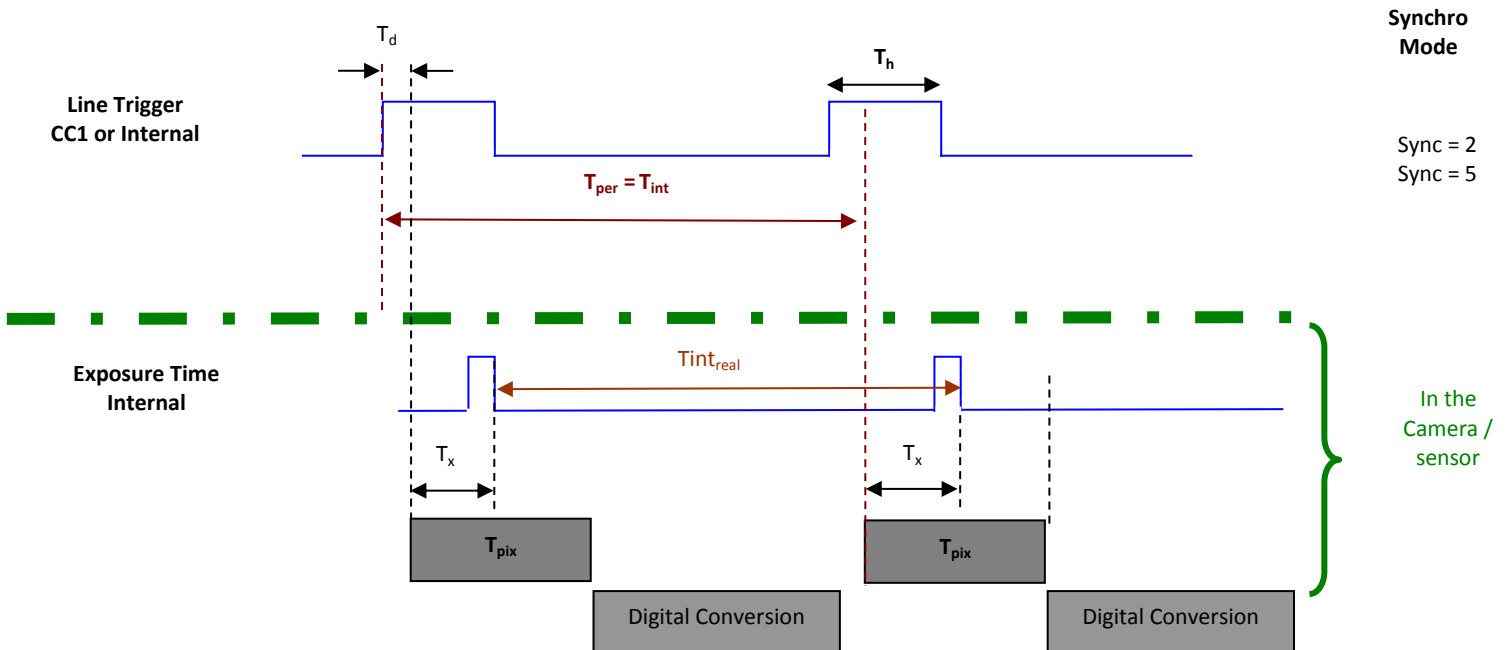 Synchro
Mode
T_d
T_h
Line Trigger
CC1 or Internal
Sync = 2
Sync = 5
T_per = T_int
Exposure Time
Internal
Tint_real
In the
Camera /
sensor
T_x
T_x
T_pix
T_pix
Digital Conversion
Digital Conversion